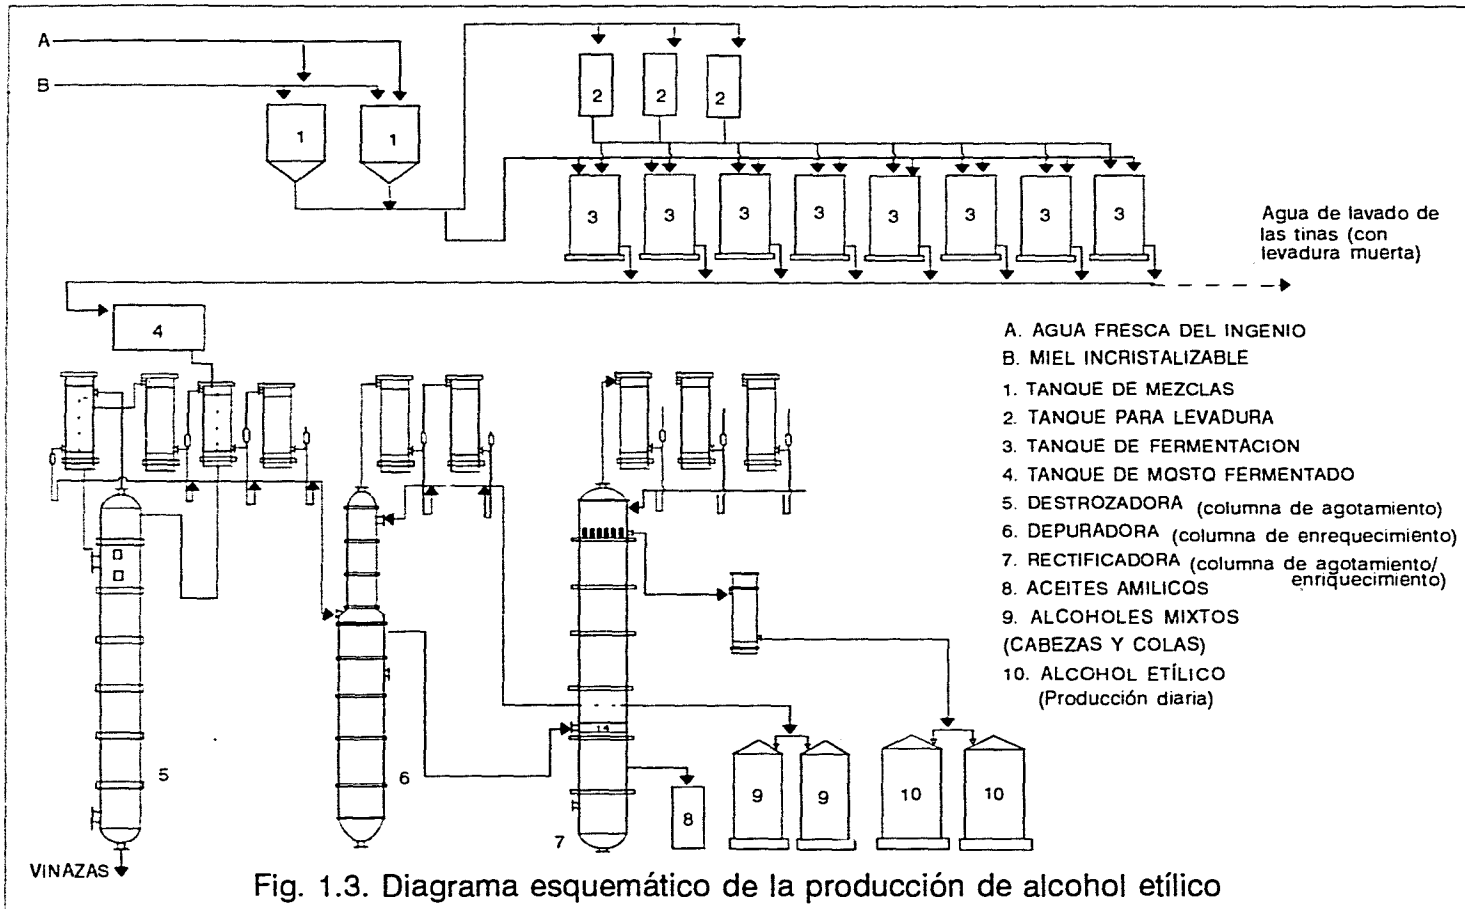 A
B
1
1
2
2
2
3
3
3
3
3
3
3
3
Agua de lavado de
las tinas (con
levadura muerta)
4
A. AGUA FRESCA DEL INGENIO
B. MIEL INCRISTALIZABLE
1. TANQUE DE MEZCLAS
2. TANQUE PARA LEVADURA
3. TANQUE DE FERMENTACION
4. TANQUE DE MOSTO FERMENTADO
5. DESTROZADORA (columna de agotamiento)
6. DEPURADORA (columna de enrequecimiento)
7. RECTIFICADORA (columna de agotamiento/
enriquecimiento)
8. ACEITES AMILICOS
9. ALCOHOLES MIXTOS
(CABEZAS Y COLAS)
10. ALCOHOL ETÍLICO
(Producción diaria)
14
5
6
7
8
9
9
10
10
VINAZAS
Fig. 1.3. Diagrama esquemático de la producción de alcohol etílico